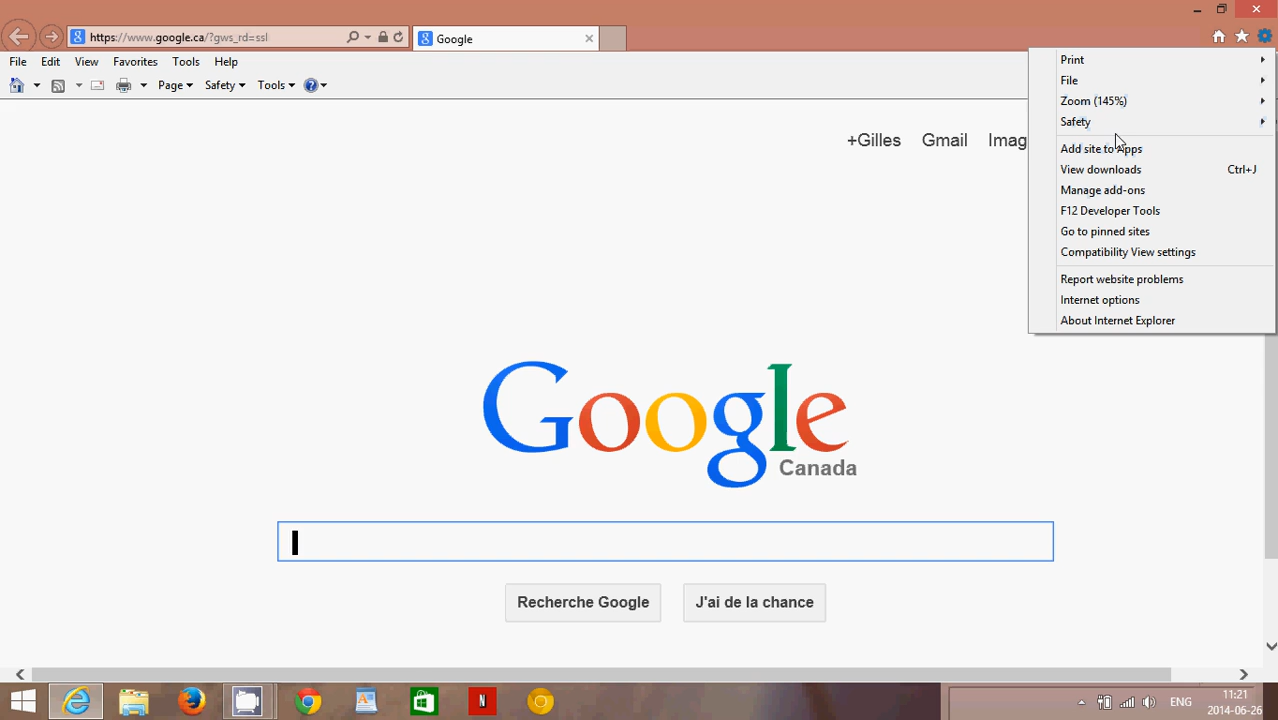 https://www.google.ca/?gws_rd=ssl
Google
File Edit View Favorites Tools Help
Page Safety Tools
Print
File
Zoom (145%)
Safety
Add site to Apps
View downloads Ctrl+J
Manage add-ons
F12 Developer Tools
Go to pinned sites
Compatibility View settings
Report website problems
Internet options
About Internet Explorer
+Gilles Gmail Imag
Google
Canada
Recherche Google J'ai de la chance
ENG
11:21
2014-06-26